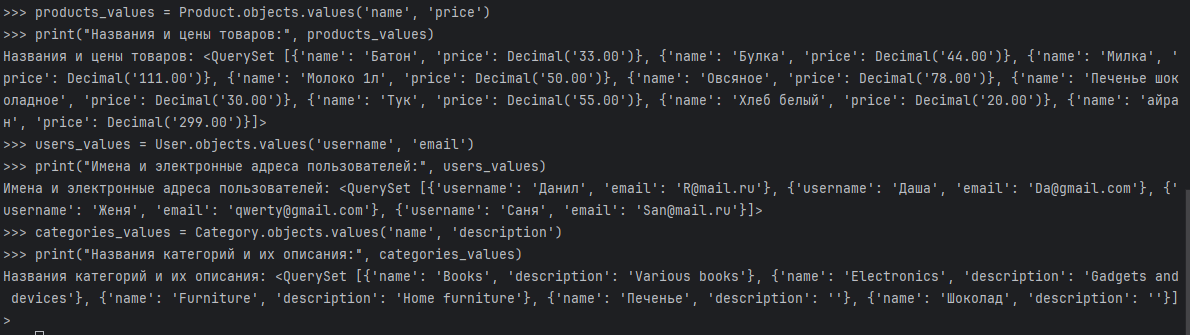 >>> products_values = Product.objects.values('name', 'price')
>>> print("Названия и цены товаров:", products_values)
Названия и цены товаров: <QuerySet [{'name': 'Батон', 'price': Decimal('33.00')}, {'name': 'Булка', 'price': Decimal('44.00')}, {'name': 'Милка', '
price': Decimal('111.00')}, {'name': 'Молоко 1л', 'price': Decimal('50.00')}, {'name': 'Овсяное', 'price': Decimal('78.00')}, {'name': 'Печенье шок
оладное', 'price': Decimal('30.00')}, {'name': 'Тук', 'price': Decimal('55.00')}, {'name': 'Хлеб белый', 'price': Decimal('20.00')}, {'name': 'айра
н', 'price': Decimal('299.00')}]>
>>> users_values = User.objects.values('username', 'email')
>>> print("Имена и электронные адреса пользователей:", users_values)
Имена и электронные адреса пользователей: <QuerySet [{'username': 'Данил', 'email': 'R@mail.ru'}, {'username': 'Даша', 'email': 'Da@gmail.com'}, {'
username': 'Женя', 'email': 'qwerty@gmail.com'}, {'username': 'Саня', 'email': 'San@mail.ru'}]>
>>> categories_values = Category.objects.values('name', 'description')
>>> print("Названия категорий и их описания:", categories_values)
Названия категорий и их описания: <QuerySet [{'name': 'Books', 'description': 'Various books'}, {'name': 'Electronics', 'description': 'Gadgets and
 devices'}, {'name': 'Furniture', 'description': 'Home furniture'}, {'name': 'Печенье', 'description': ''}, {'name': 'Шоколад', 'description': ''}]
>